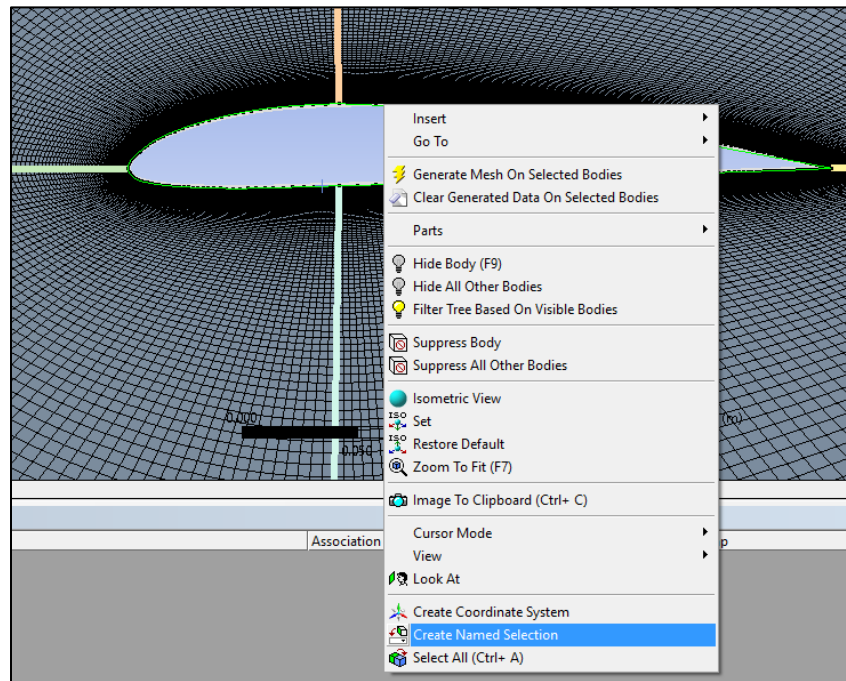 Insert
Go To
Generate Mesh On Selected Bodies
Clear Generated Data On Selected Bodies
Parts
Hide Body (F9)
Hide All Other Bodies
Filter Tree Based On Visible Bodies
Suppress Body
Suppress All Other Bodies
Isometric View
ISO Set
ISO Restore Default
Zoom To Fit (F7)
0.000
(m)
0.050
Image To Clipboard (Ctrl+ C)
Cursor Mode
Association
p
View
Look At
Create Coordinate System
Create Named Selection
Select All (Ctrl+ A)